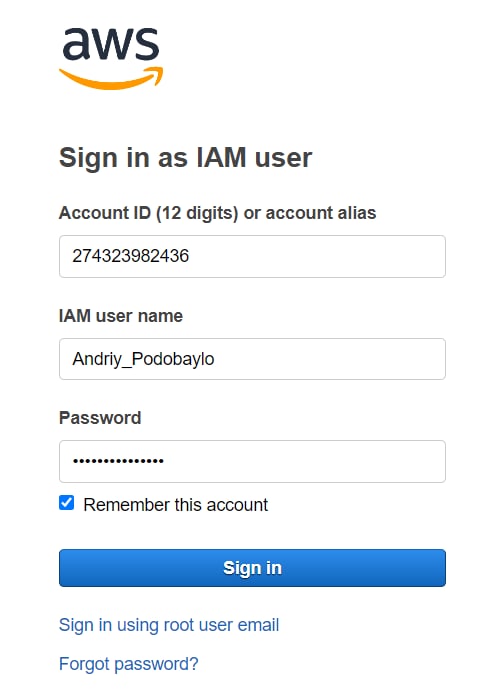 aws
Sign in as IAM user
Account ID (12 digits) or account alias
274323982436
IAM user name
Andriy_Podobaylo
Password
•••••••••••••••
Remember this account
Sign in
Sign in using root user email
Forgot password?